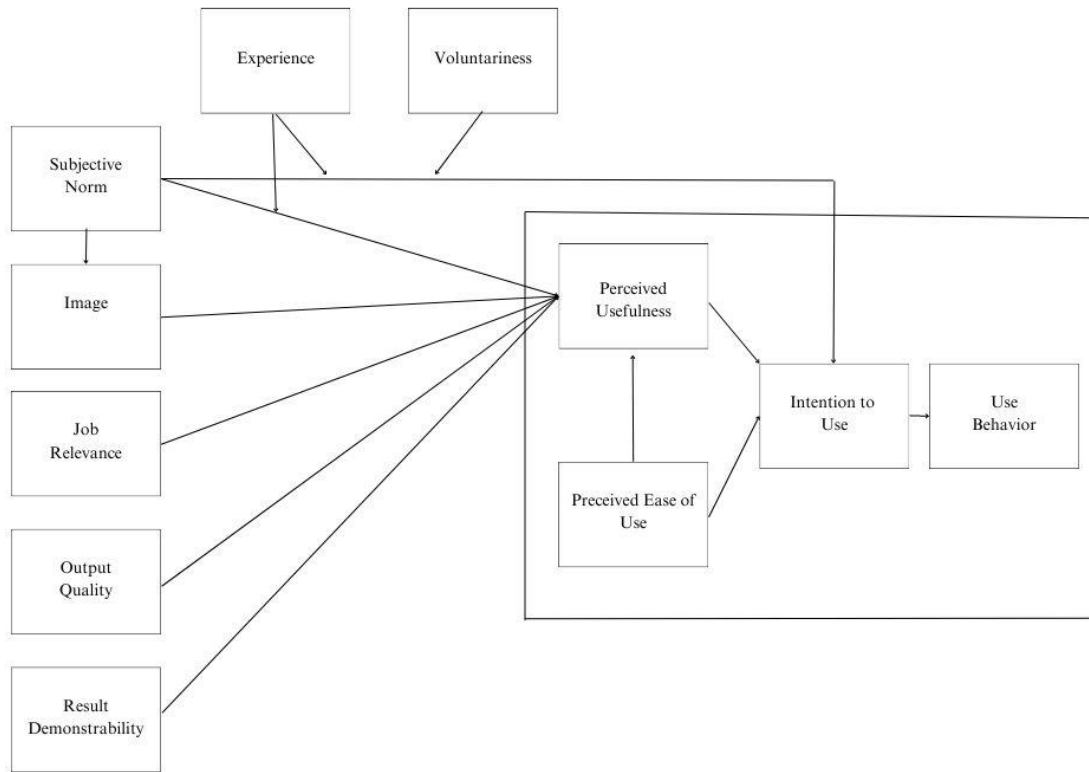 Experience
Voluntariness
Subjective
Norm
Image
Perceived
Usefulness
Job
Relevance
Intention to
Use
Use
Behavior
Preceived Ease of
Use
Output
Quality
Result
Demonstrability